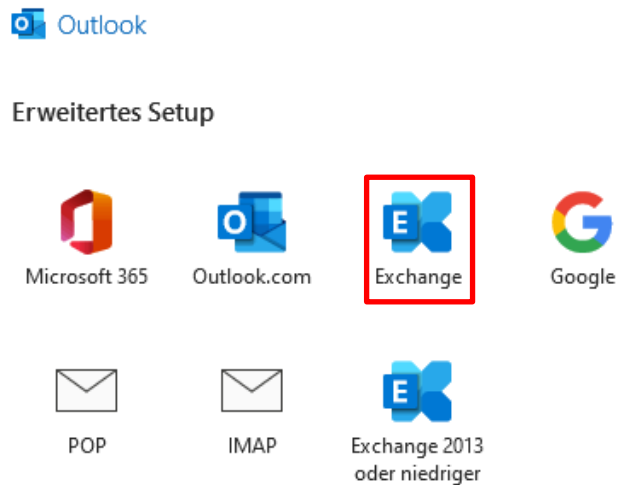 Outlook
Erweitertes Setup
Microsoft 365 Outlook.com Exchange Google
POP IMAP Exchange 2013
oder niedriger